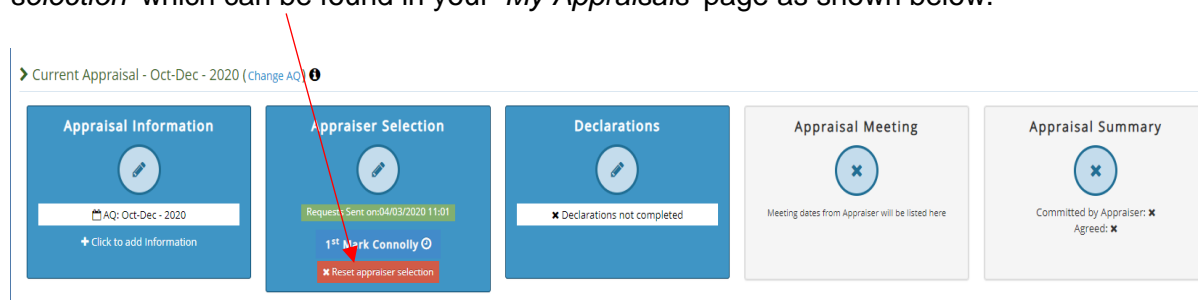 selection' which can be found in your 'My Appraisals' page as shown below:
Current Appraisal - Oct-Dec - 2020 (Change AQ)
Appraisal Information
AQ: Oct-Dec - 2020
Click to add Information
Appraiser Selection
Requests Sent on:04/03/2020 11:01
1st Mark Connolly
Reset appraiser selection
Declarations
Declarations not completed
Appraisal Meeting
Meeting dates from Appraiser will be listed here
Appraisal Summary
Committed by Appraiser:
Agreed: